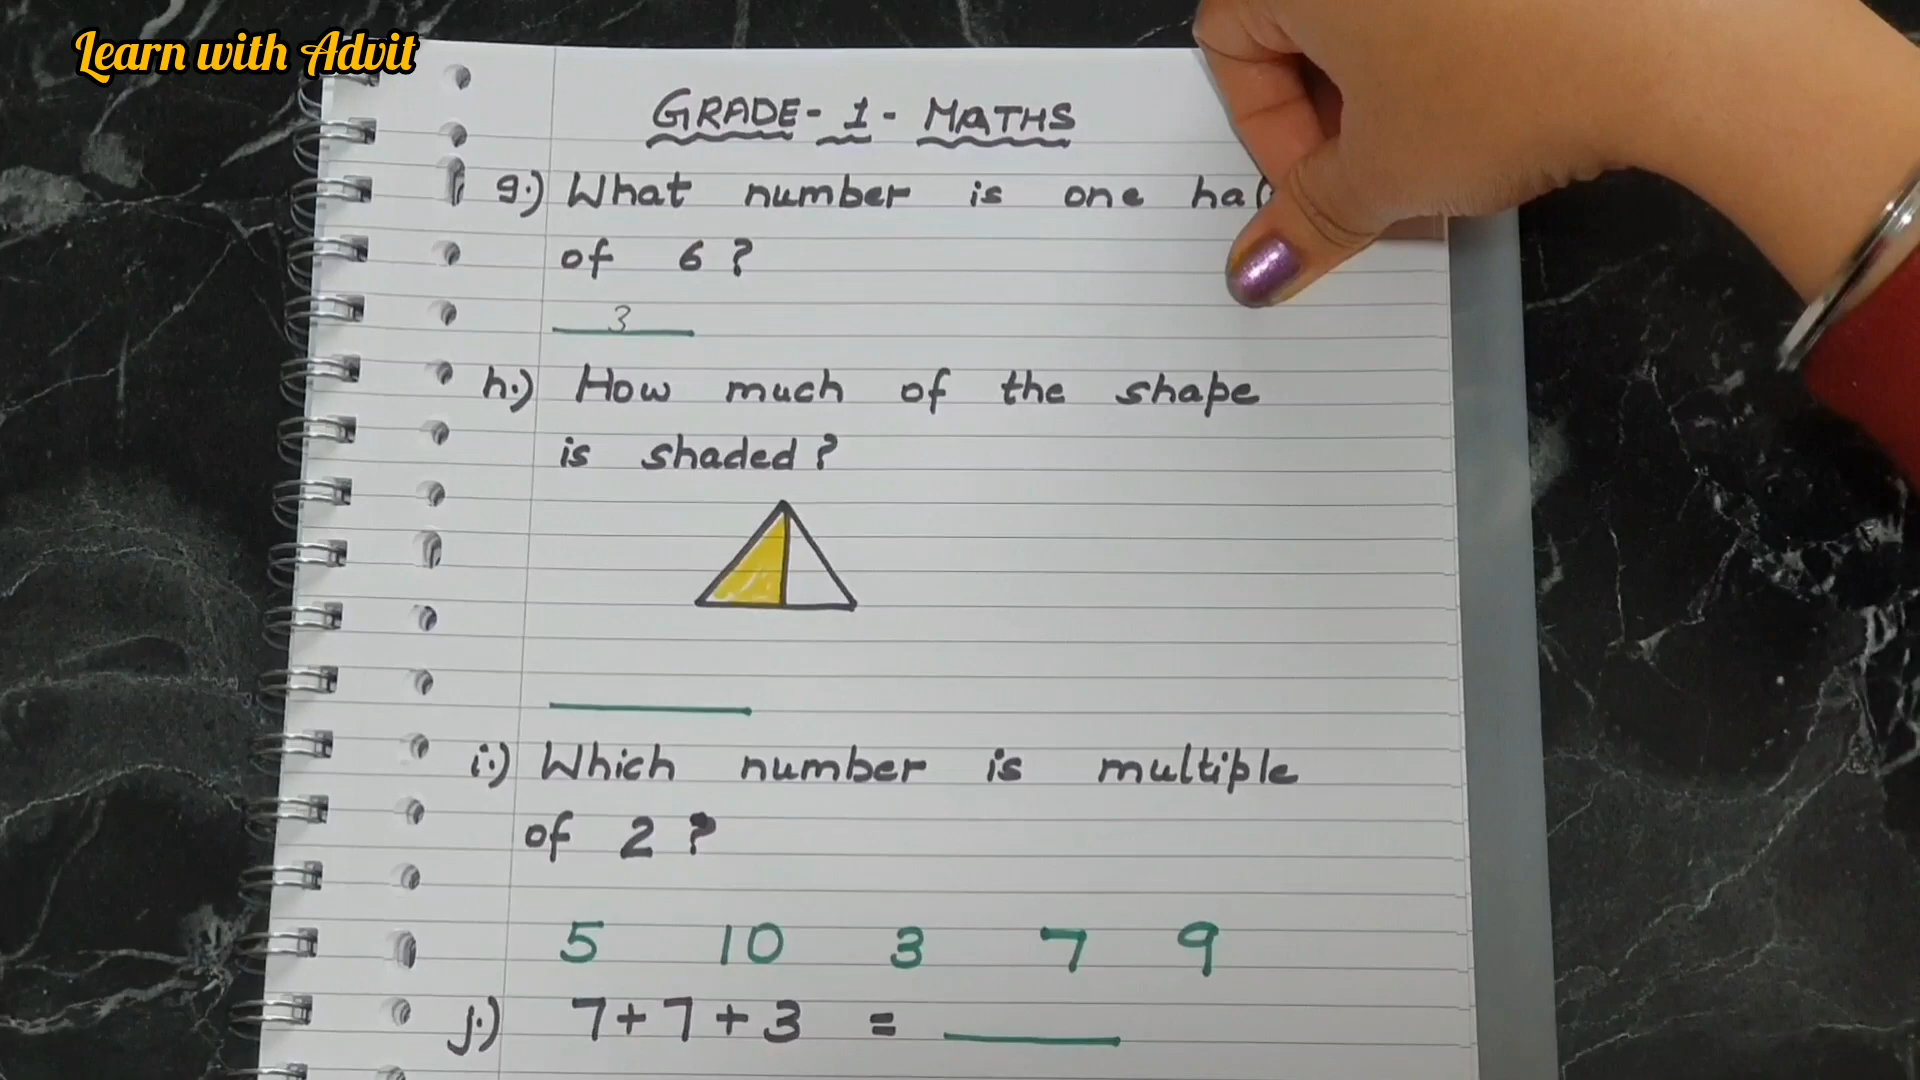 Learn with Advit
GRADE-1-MATHS
g.) What number is one
of 6?
3
h.) How much of the shape
is shaded?
i.) Which number is multiple
of 2?
5 10 3 7 9
j.) 7+7+3 =